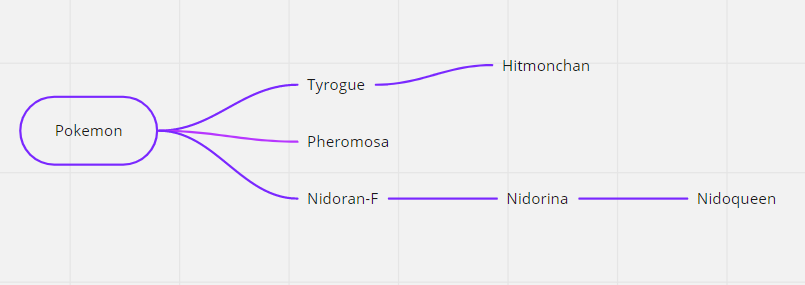 Pokemon
Tyrogue
Hitmonchan
Pheromosa
Nidoran-F
Nidorina
Nidoqueen